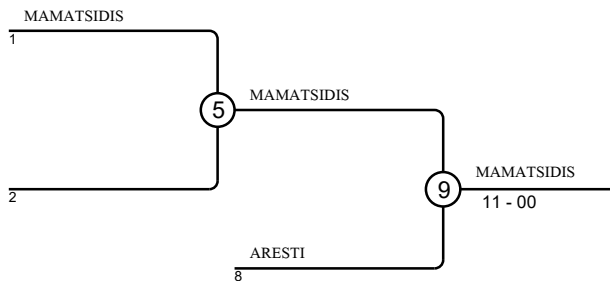 MAMATSIDIS
1
5
MAMATSIDIS
2
9
MAMATSIDIS
11 - 00
ARESTI
8